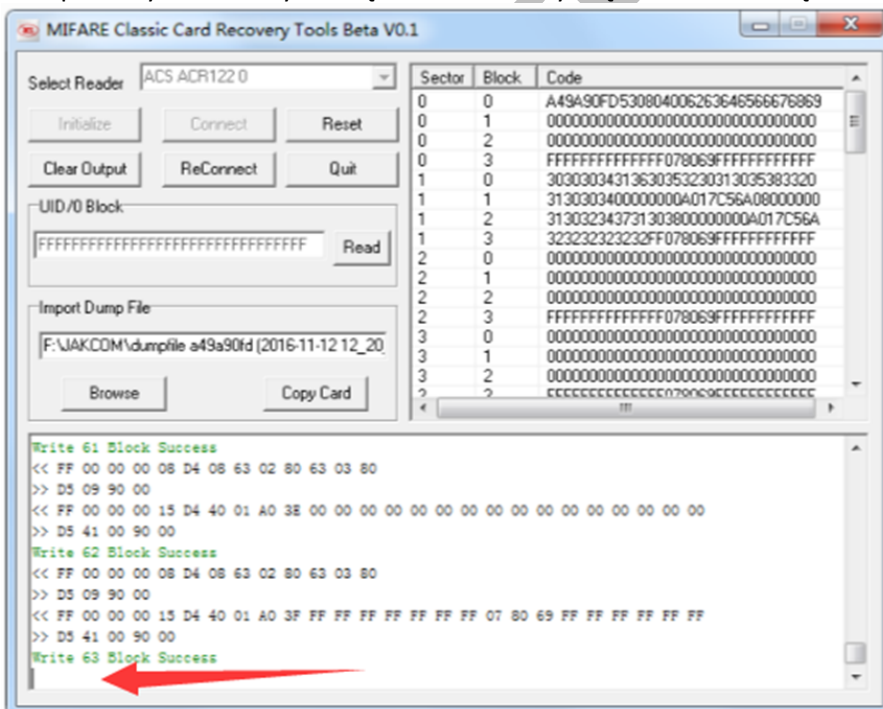 MIFARE Classic Card Recovery Tools Beta V0.1
Select Reader ACS ACR122 0
Initialize Connect Reset
Clear Output ReConnect Quit
UID/0 Block
FFFFFFFFFFFFFFFFFFFFFFFFFFFFFFFF Read
Import Dump File
F:\JAKCOM\dumpfile a49a90fd (2016-11-12 12_20_
Browse Copy Card
Sector Block Code
0 0 A49A90FD530804006263646566676869
0 1 00000000000000000000000000000000
0 2 00000000000000000000000000000000
0 3 FFFFFFFFFFFFFF078069FFFFFFFFFFFF
1 0 30303034313630353230313035383320
1 1 3130303400000000A017C56A08000000
1 2 313032343731303800000000A017C56A
1 3 323232323232FF078069FFFFFFFFFFFF
2 0 00000000000000000000000000000000
2 1 00000000000000000000000000000000
2 2 00000000000000000000000000000000
2 3 FFFFFFFFFFFFFF078069FFFFFFFFFFFF
3 0 00000000000000000000000000000000
3 1 00000000000000000000000000000000
3 2 00000000000000000000000000000000
Write 61 Block Success
<< FF 00 00 00 08 D4 08 63 02 80 63 03 80
>> D5 09 90 00
<< FF 00 00 00 15 D4 40 01 A0 3E 00 00 00 00 00 00 00 00 00 00 00 00 00 00 00 00
>> D5 41 00 90 00
Write 62 Block Success
<< FF 00 00 00 08 D4 08 63 02 80 63 03 80
>> D5 09 90 00
<< FF 00 00 00 15 D4 40 01 A0 3F FF FF FF FF FF FF FF 07 80 69 FF FF FF FF FF FF
>> D5 41 00 90 00
Write 63 Block Success